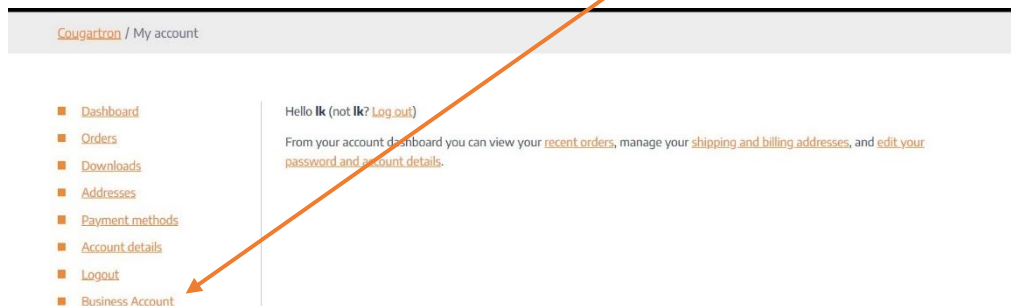 Cougartron / My account
Dashboard
Orders
Downloads
Addresses
Payment methods
Account details
Logout
Business Account
Hello lk (not lk? Log out)
From your account dashboard you can view your recent orders, manage your shipping and billing addresses, and edit your
password and account details.